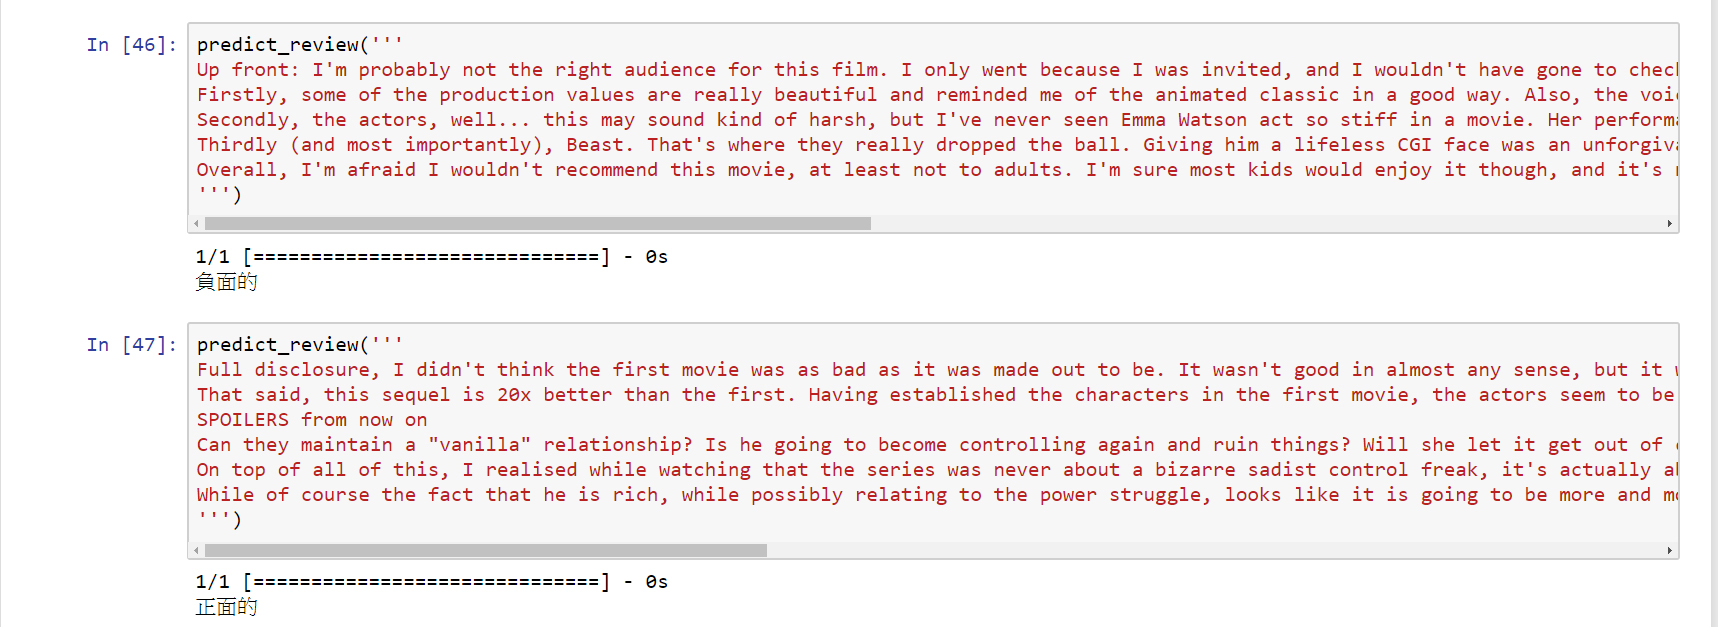 In [46]: predict_review('''
Up front: I'm probably not the right audience for this film. I only went because I was invited, and I wouldn't have gone to
Firstly, some of the production values are really beautiful and reminded me of the animated classic in a good way. Also, the
Secondly, the actors, well... this may sound kind of harsh, but I've never seen Emma Watson act so stiff in a movie. Her
Thirdly (and most importantly), Beast. That's where they really dropped the ball. Giving him a lifeless CGI face was an
Overall, I'm afraid I wouldn't recommend this movie, at least not to adults. I'm sure most kids would enjoy it though, and it's
''')
1/1 [==============================] - 0s
負面的
In [47]: predict_review('''
Full disclosure, I didn't think the first movie was as bad as it was made out to be. It wasn't good in almost any sense, but it
That said, this sequel is 20x better than the first. Having established the characters in the first movie, the actors seem to be
SPOILERS from now on
Can they maintain a "vanilla" relationship? Is he going to become controlling again and ruin things? Will she let it get out of
On top of all of this, I realised while watching that the series was never about a bizarre sadist control freak, it's actually
While of course the fact that he is rich, while possibly relating to the power struggle, looks like it is going to be more and
''')
1/1 [==============================] - 0s
正面的